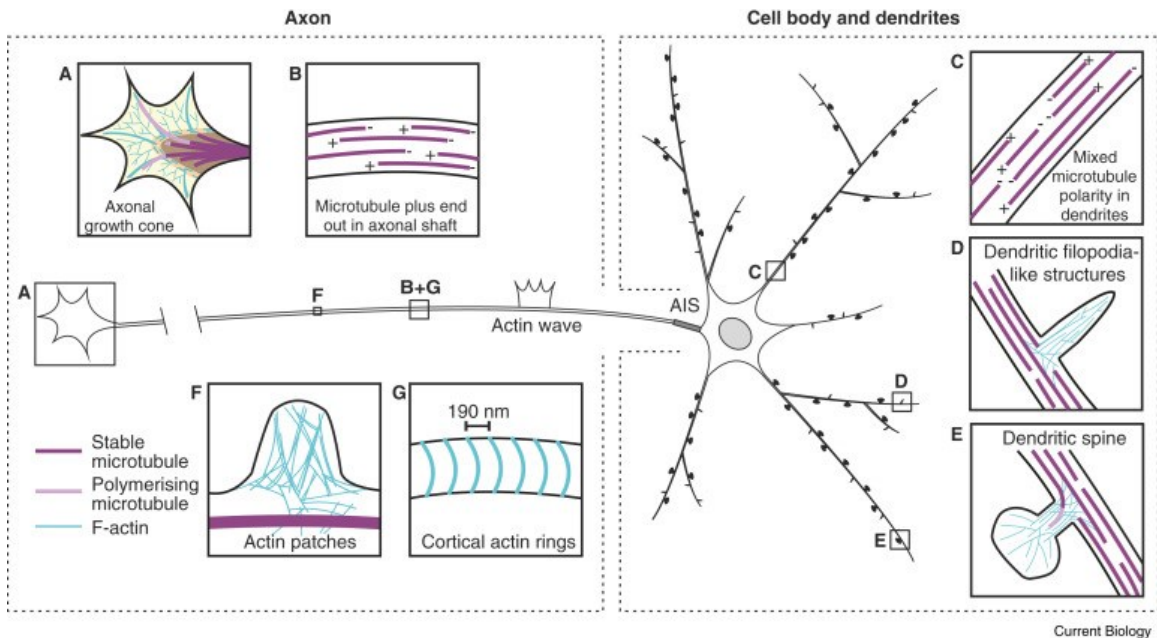 Axon
Cell body and dendrites
A
Axonal
growth cone
B
+
-
+
-
+
-
+
-
+
-
Microtubule plus end
out in axonal shaft
C
+
-
-
+
+
-
+
-
-
+
Mixed
microtubule
polarity in
dendrites
A
F
B+G
Actin wave
AIS
C
D
E
D
Dendritic filopodia-
like structures
Stable
microtubule
Polymerising
microtubule
F-actin
F
Actin patches
G
190 nm
Cortical actin rings
E
Dendritic spine
Current Biology